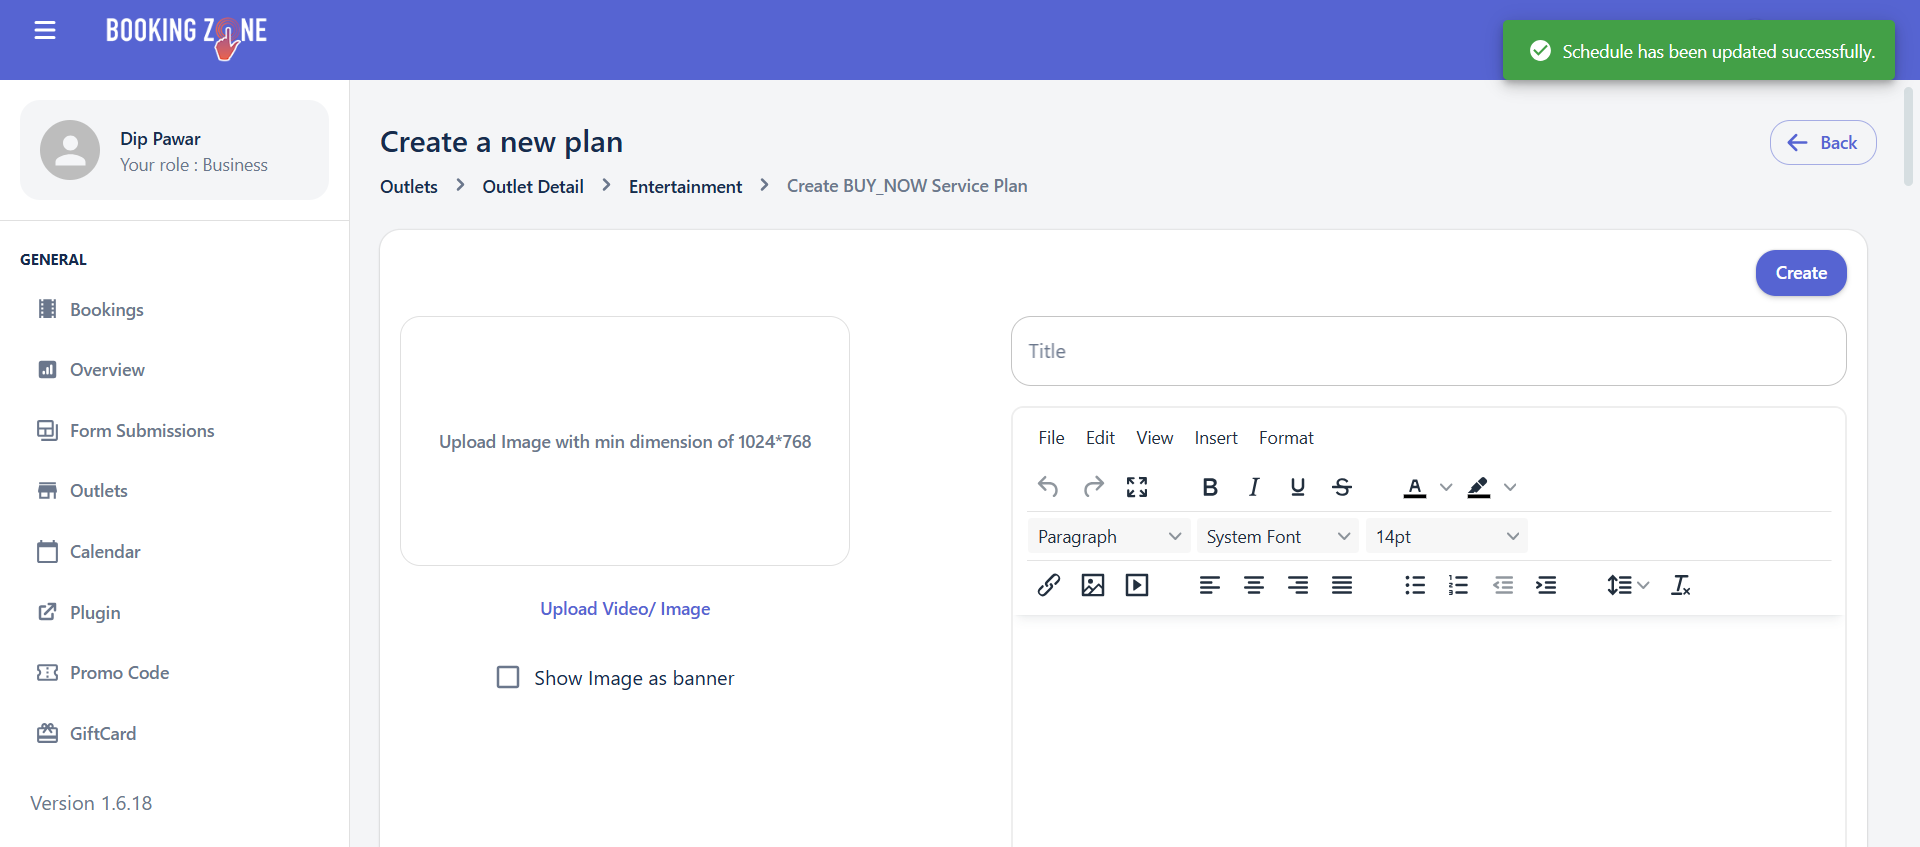 BOOKING ZONE
Schedule has been updated successfully.
Dip Pawar
Your role : Business
GENERAL
Bookings
Overview
Form Submissions
Outlets
Calendar
Plugin
Promo Code
GiftCard
Version 1.6.18
Create a new plan
Back
Outlets > Outlet Detail > Entertainment > Create BUY_NOW Service Plan
Create
Upload Image with min dimension of 1024*768
Upload Video/ Image
Show Image as banner
Title
File Edit View Insert Format
B I U S A
Paragraph System Font 14pt